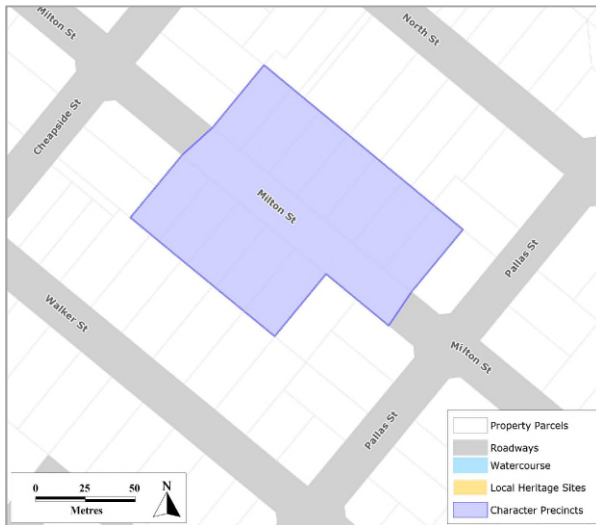 Milton St
North St
Cheapside St
Milton St
Pallas St
Walker St
Milton St
Pallas St
Property Parcels
Roadways
Watercourse
Local Heritage Sites
Character Precincts
N
0 25 50
Metres